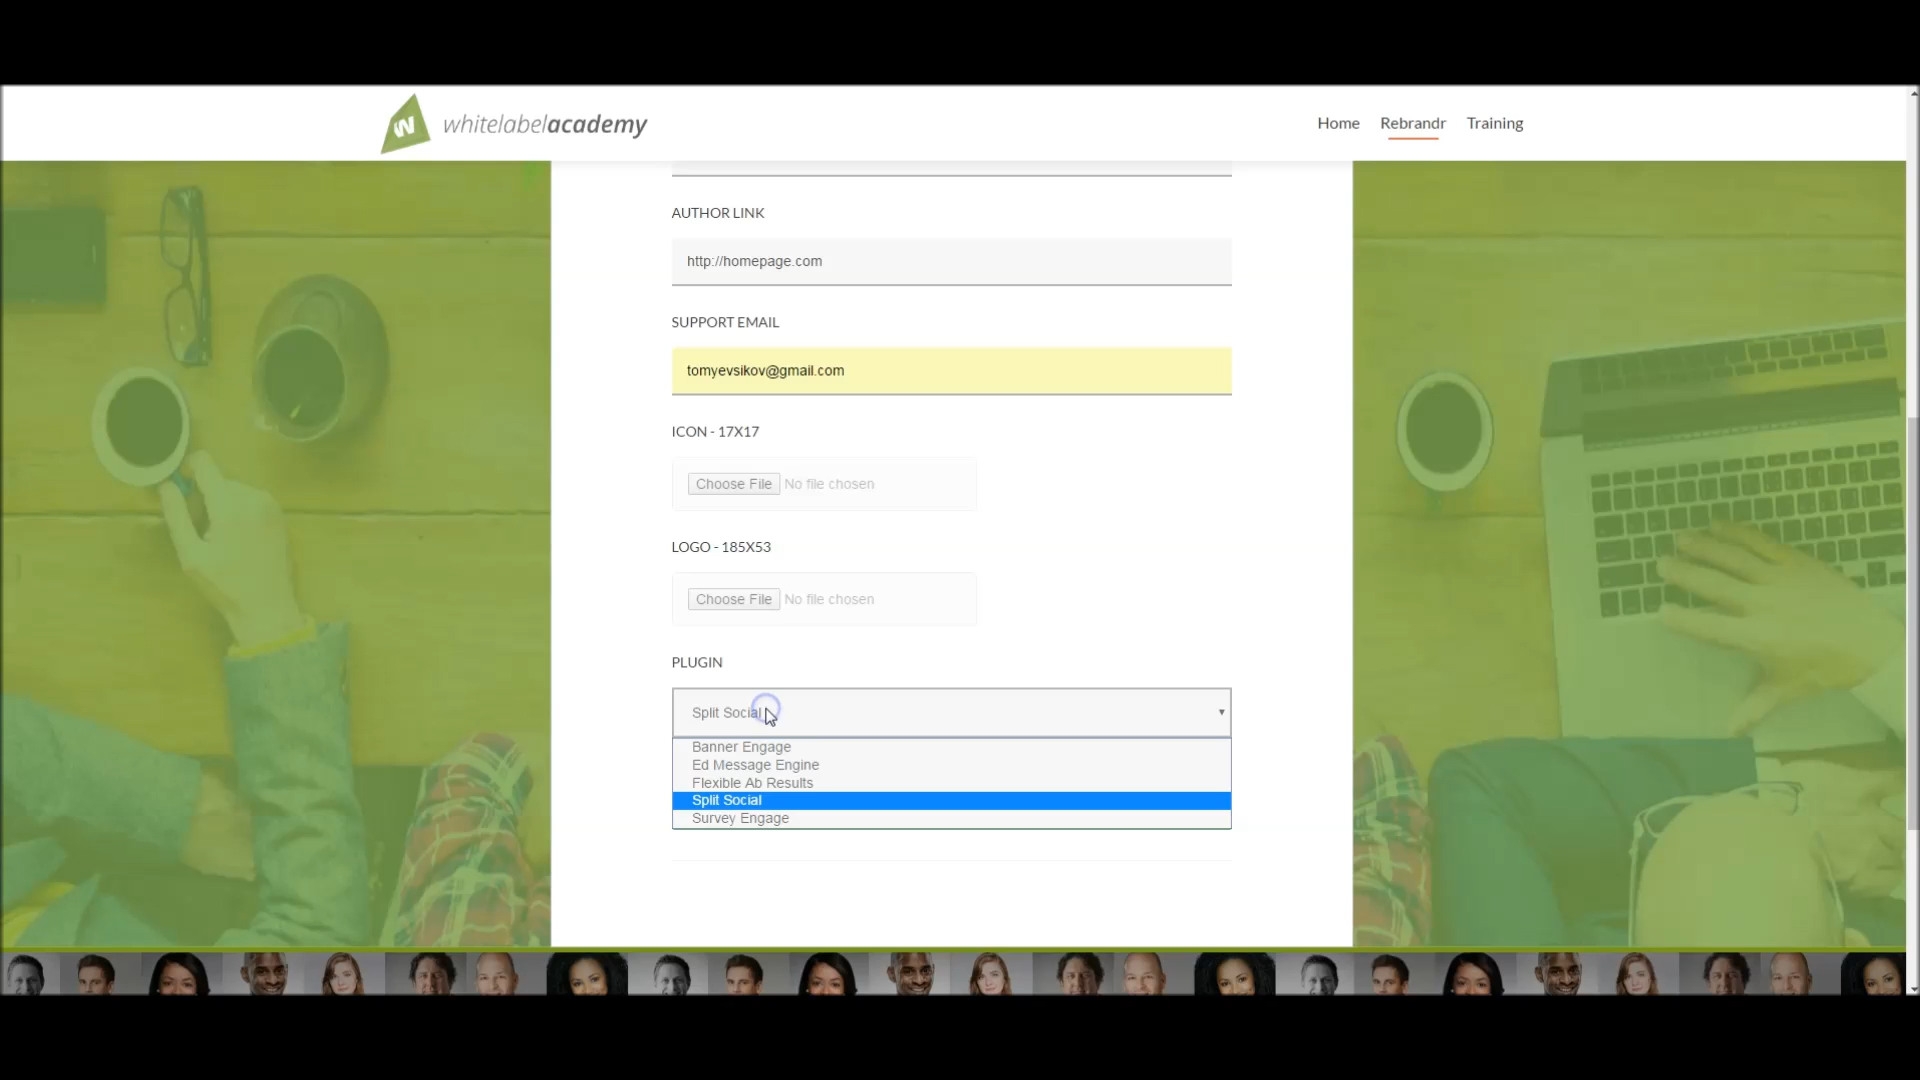 W whitelabelacademy
Home Rebrandr Training
AUTHOR LINK
http://homepage.com
SUPPORT EMAIL
tomyevsikov@gmail.com
ICON - 17X17
Choose File No file chosen
LOGO - 185X53
Choose File No file chosen
PLUGIN
Split Social
Banner Engage
Ed Message Engine
Flexible Ab Results
Split Social
Survey Engage